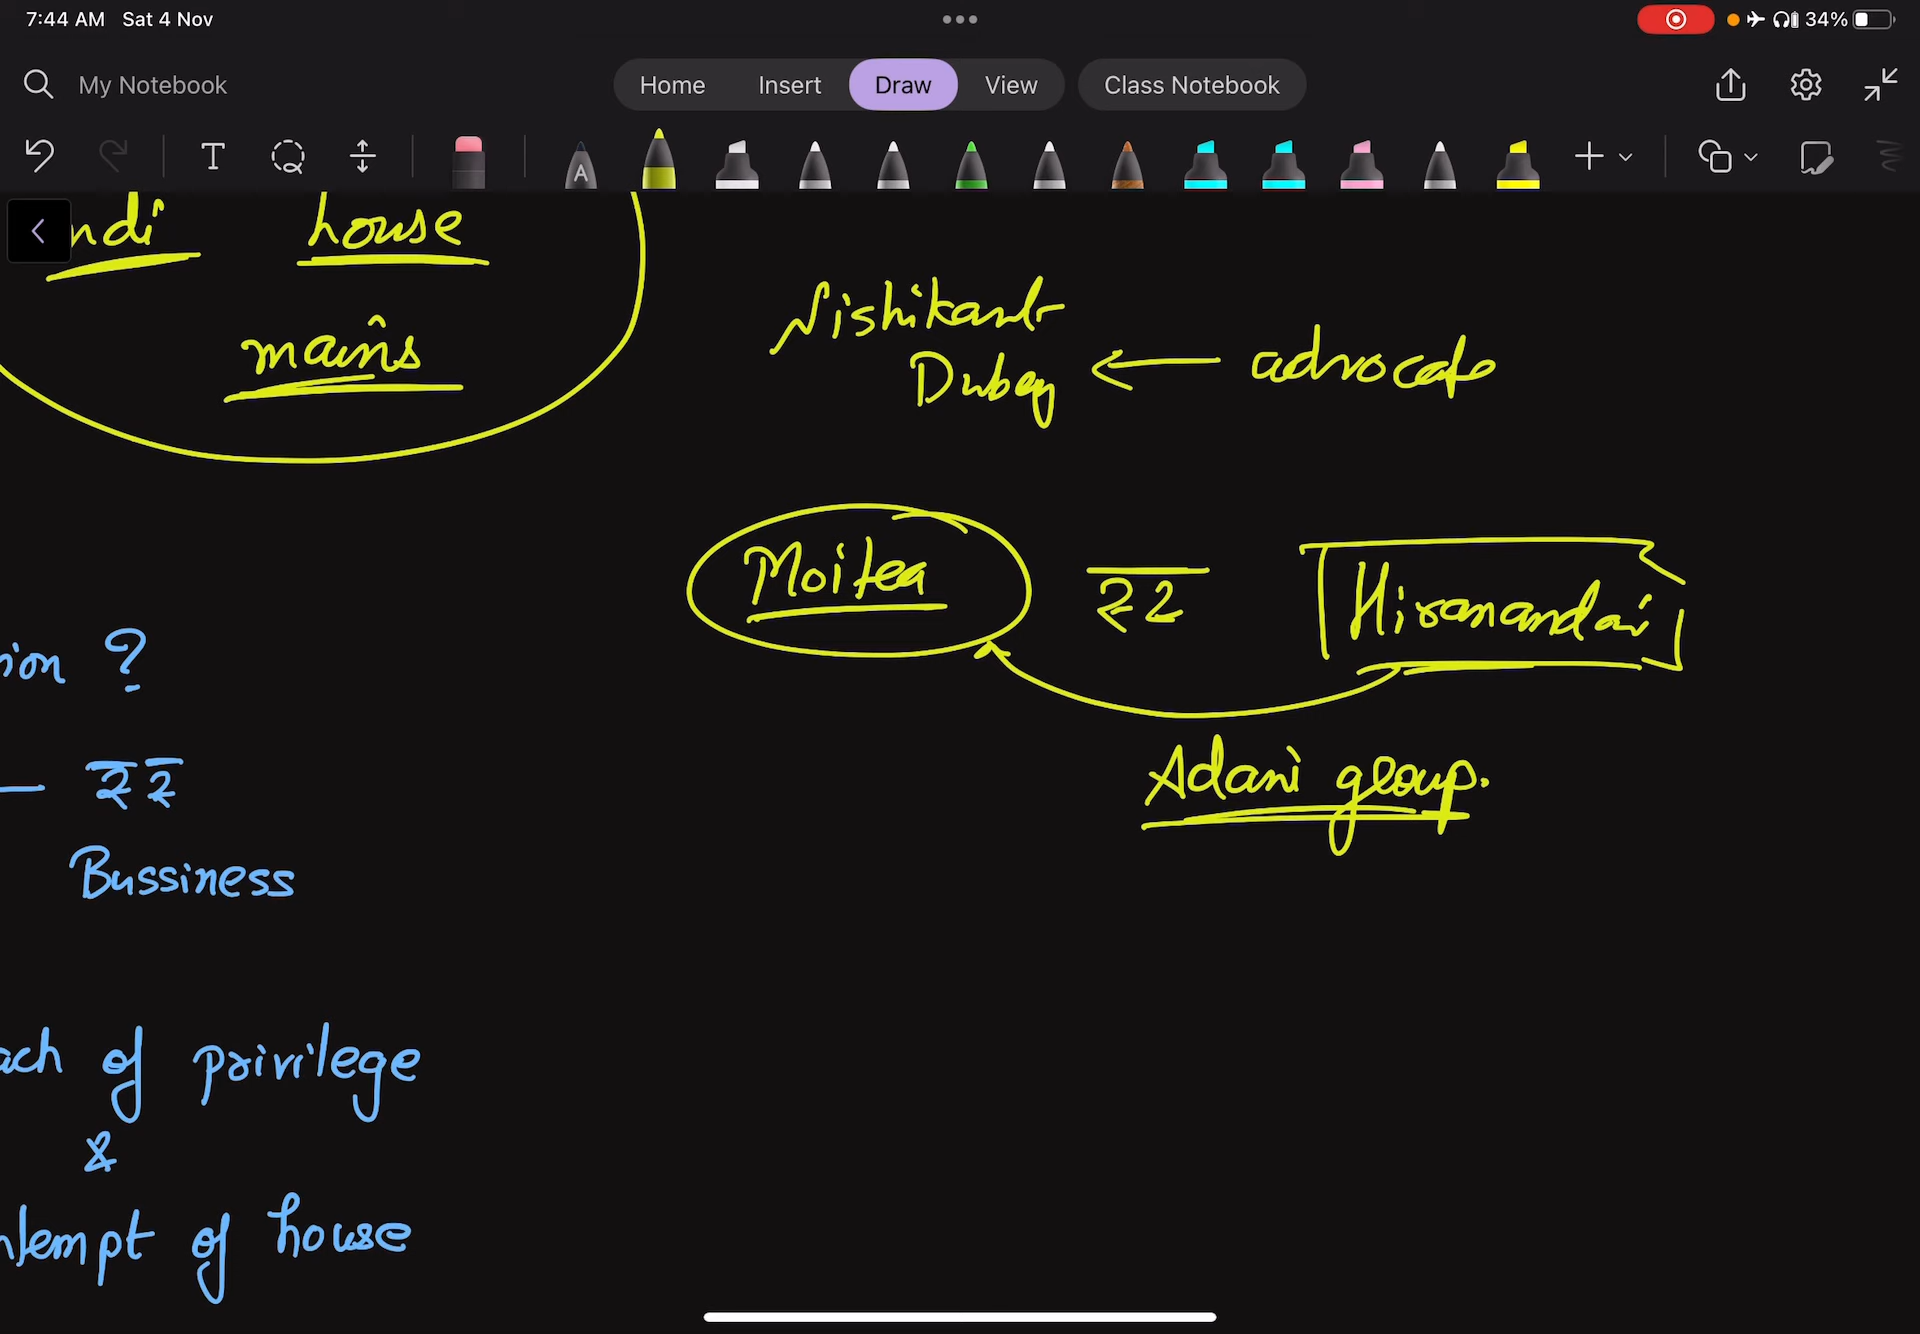 7:44 AM Sat 4 Nov
34%
My Notebook
Home Insert Draw View Class Notebook
T
A
ndi house
mains
Nishikant
Dubey ← advocate
Moitra ₹₹ Hiranandani
Adani group.
ion ?
— ₹₹
Bussiness
ach of privilege
&
ntempt of house